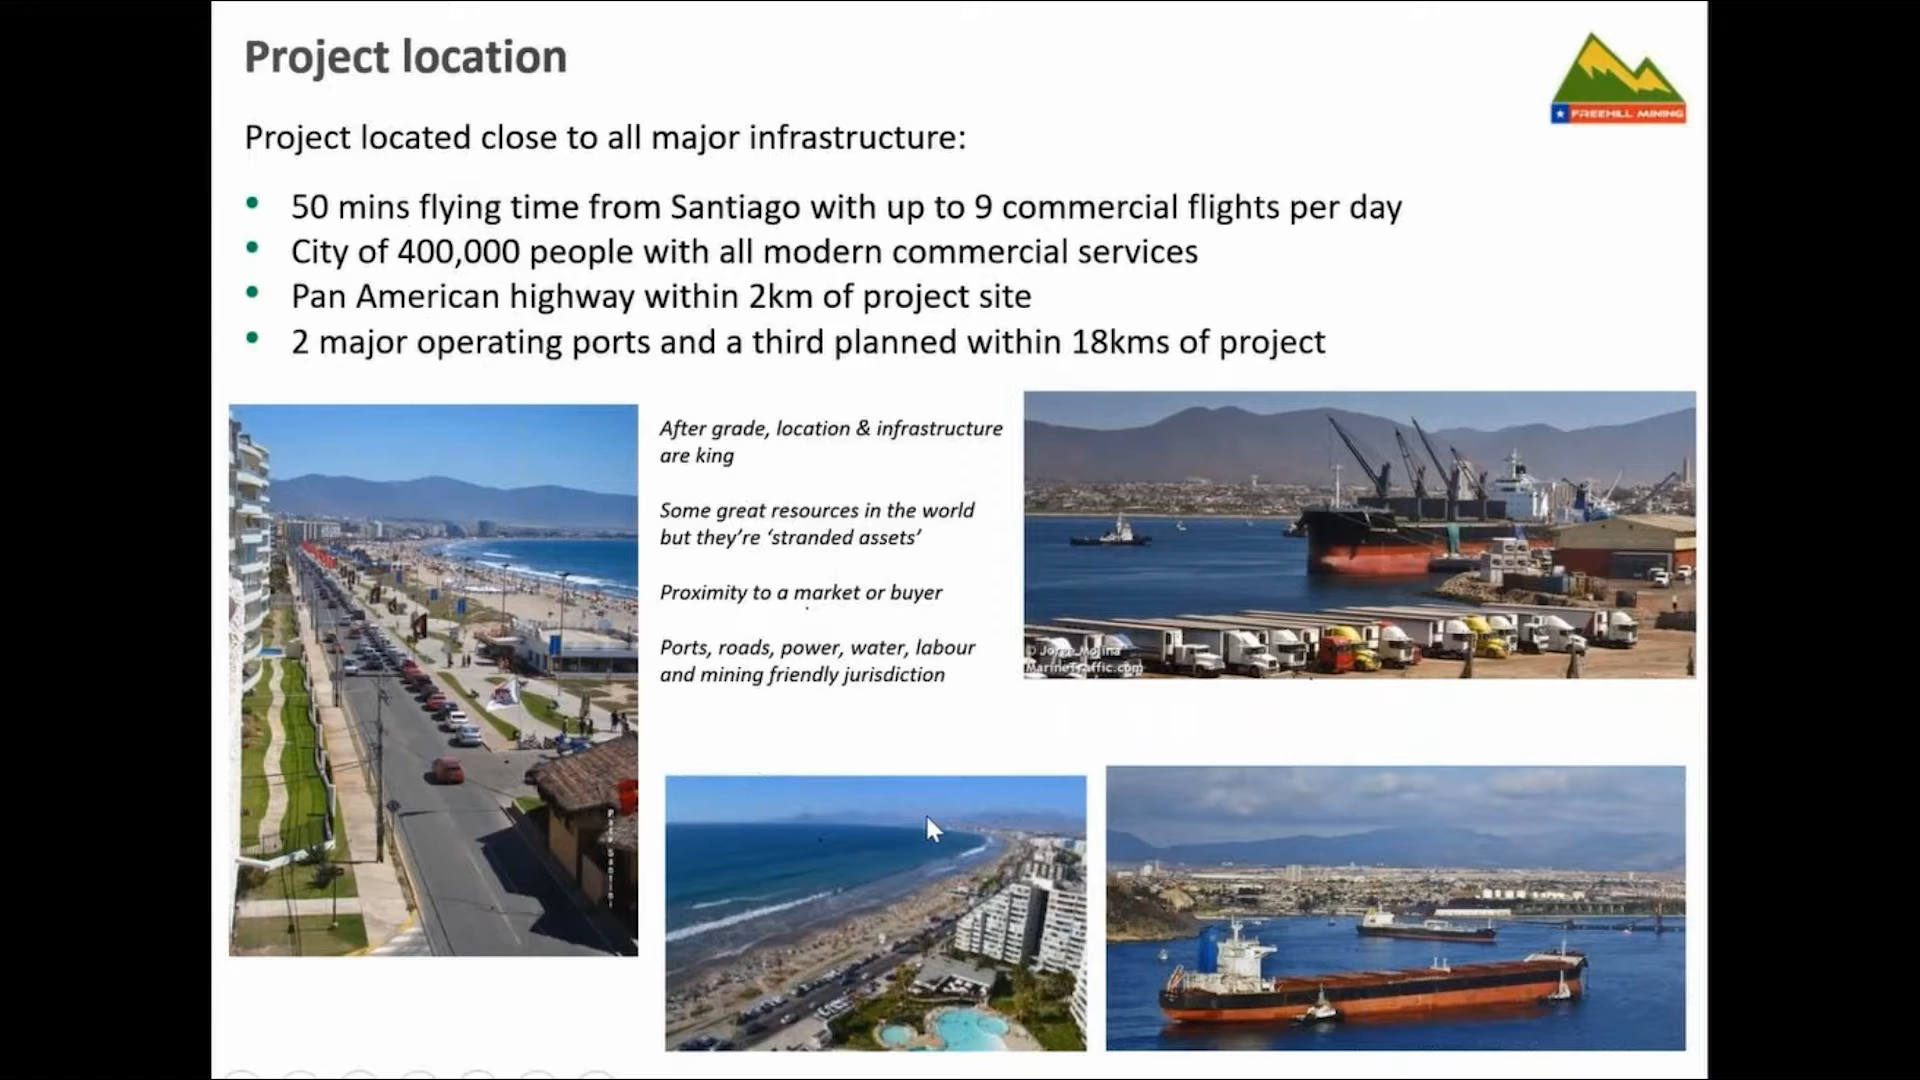 Project location
FREEHILL MINING
Project located close to all major infrastructure:
• 50 mins flying time from Santiago with up to 9 commercial flights per day
• City of 400,000 people with all modern commercial services
• Pan American highway within 2km of project site
• 2 major operating ports and a third planned within 18kms of project
After grade, location & infrastructure
are king
Some great resources in the world
but they're ‘stranded assets’
Proximity to a market or buyer
Ports, roads, power, water, labour
and mining friendly jurisdiction
© Jorge Molina
MarineTraffic.com